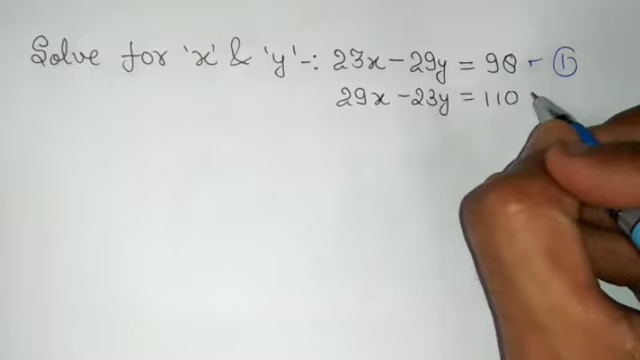 Solve for 'x' & 'y' -: 23x - 29y = 98 - ①
29x - 23y = 110